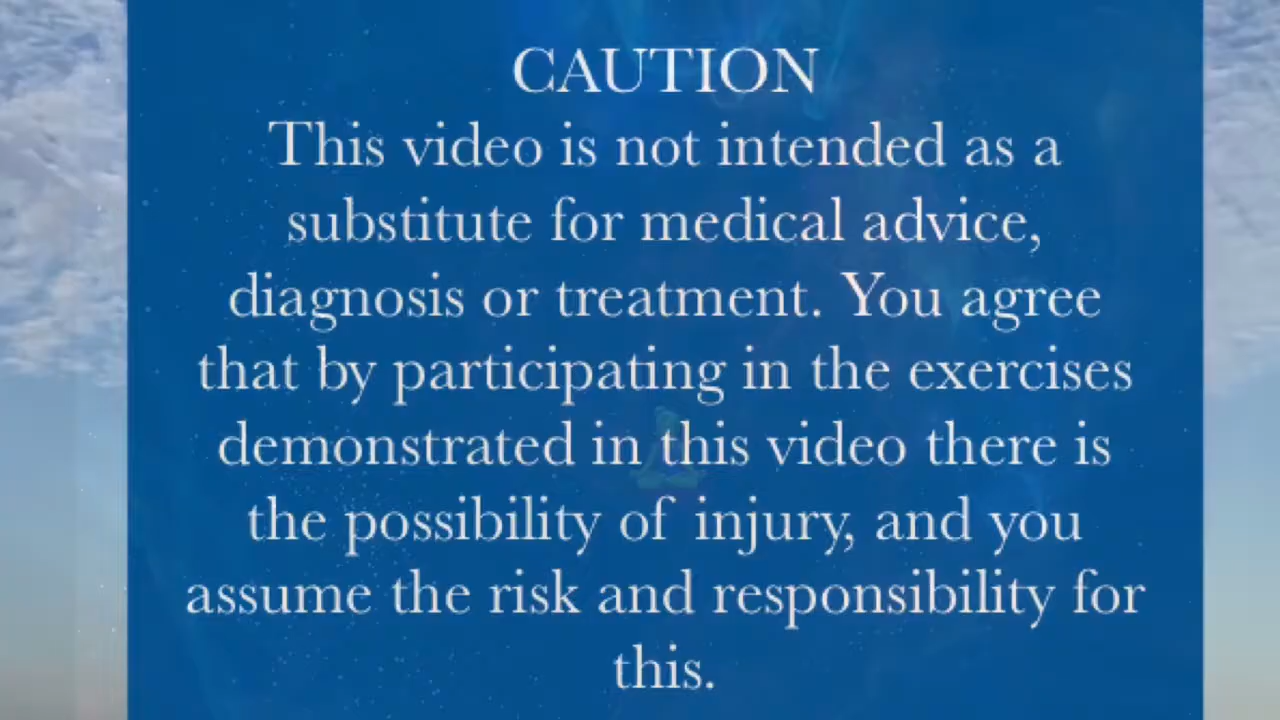 CAUTION
This video is not intended as a
substitute for medical advice,
diagnosis or treatment. You agree
that by participating in the exercises
demonstrated in this video there is
the possibility of injury, and you
assume the risk and responsibility for
this.